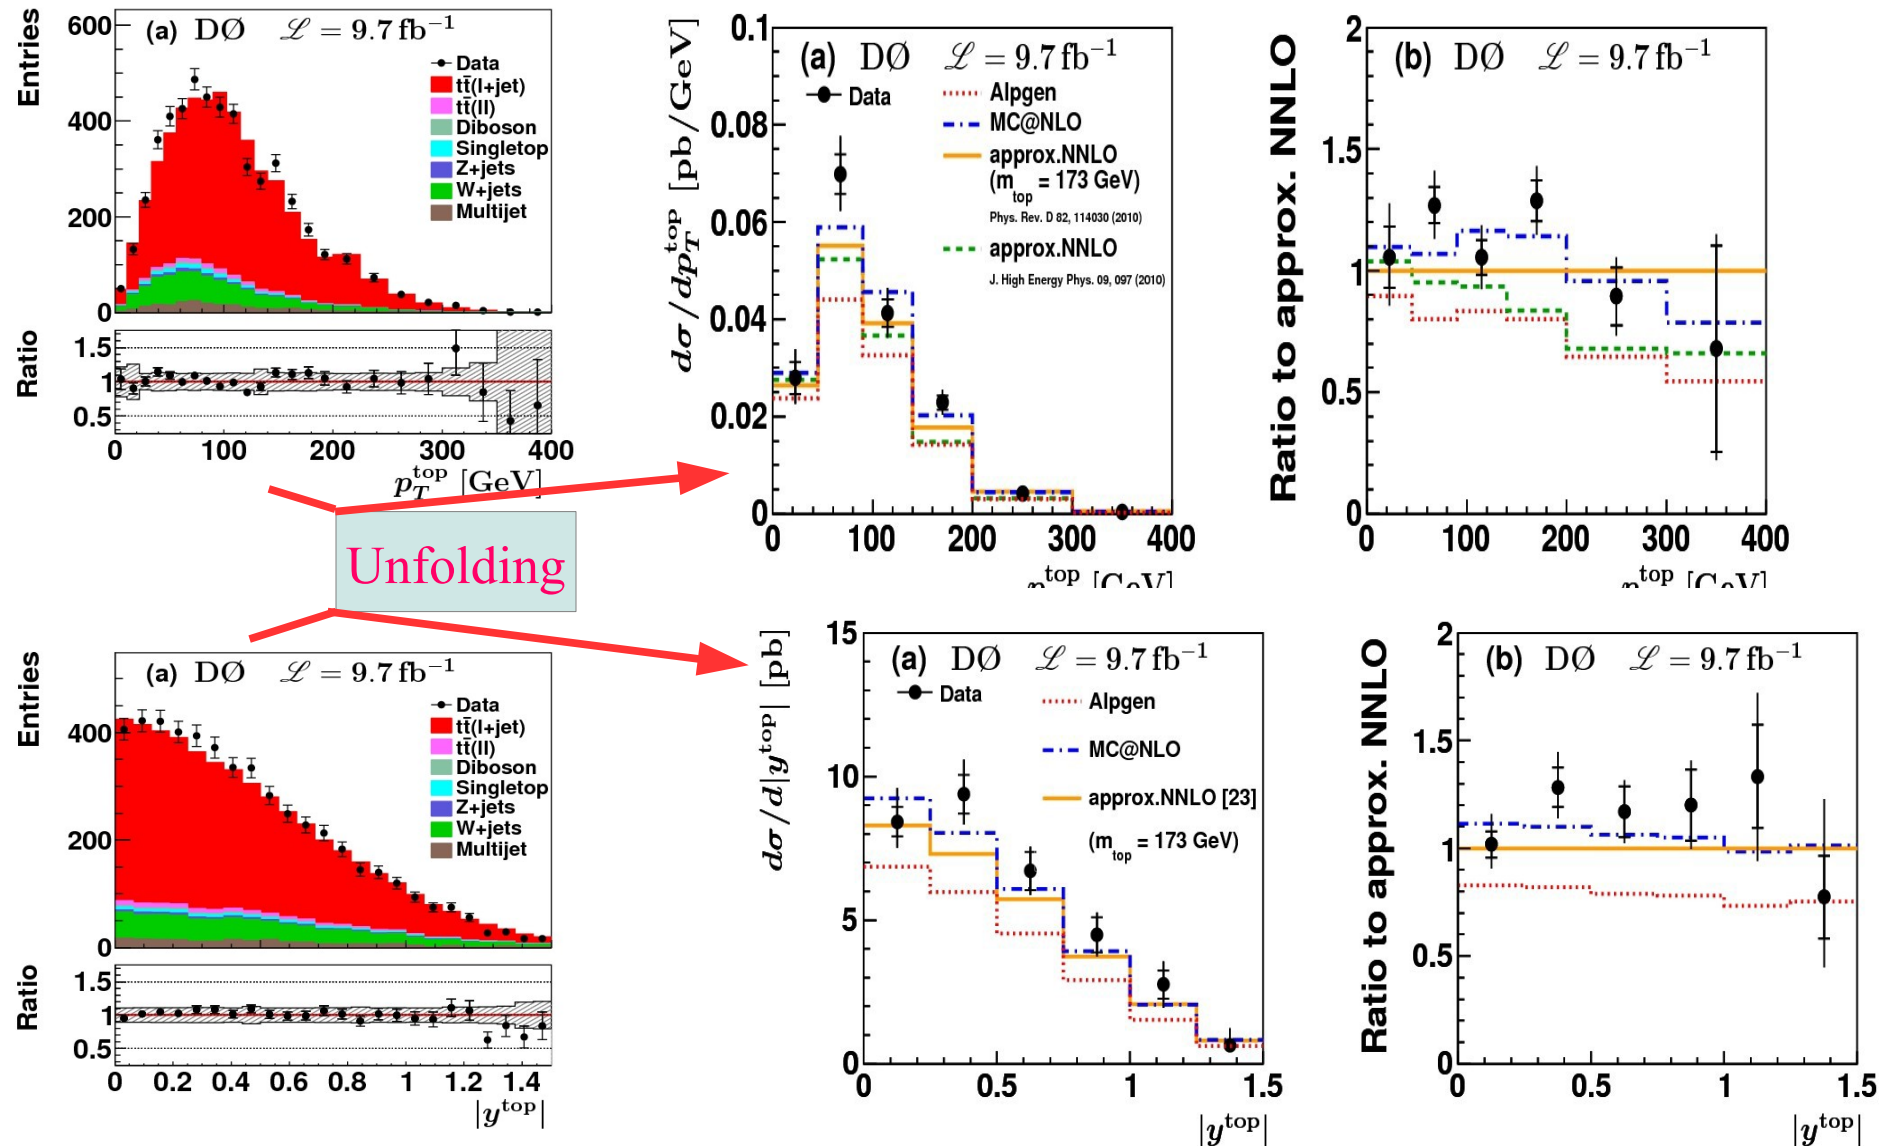 (a) DØ ℒ = 9.7 fb⁻¹
Entries
600
400
200
0
Data
tt̄(l+jet)
tt̄(ll)
Diboson
Singletop
Z+jets
W+jets
Multijet
Ratio
1.5
1
0.5
0 100 200 300 400
p_T^top [GeV]
(a) DØ ℒ = 9.7 fb⁻¹
dσ/dp_T^top [pb/GeV]
0.1
0.08
0.06
0.04
0.02
0
Data
Alpgen
MC@NLO
approx.NNLO
(m_top = 173 GeV)
Phys. Rev. D 82, 114030 (2010)
approx.NNLO
J. High Energy Phys. 09, 097 (2010)
0 100 200 300 400
(b) DØ ℒ = 9.7 fb⁻¹
Ratio to approx. NNLO
2
1.5
1
0.5
0
0 100 200 300 400
Unfolding
(a) DØ ℒ = 9.7 fb⁻¹
Entries
400
200
0
Data
tt̄(l+jet)
tt̄(ll)
Diboson
Singletop
Z+jets
W+jets
Multijet
Ratio
1.5
1
0.5
0 0.2 0.4 0.6 0.8 1 1.2 1.4
|y^top|
(a) DØ ℒ = 9.7 fb⁻¹
dσ/d|y^top| [pb]
15
10
5
0
Data
Alpgen
MC@NLO
approx.NNLO [23]
(m_top = 173 GeV)
0 0.5 1 1.5
|y^top|
(b) DØ ℒ = 9.7 fb⁻¹
Ratio to approx. NNLO
2
1.5
1
0.5
0
0 0.5 1 1.5
|y^top|